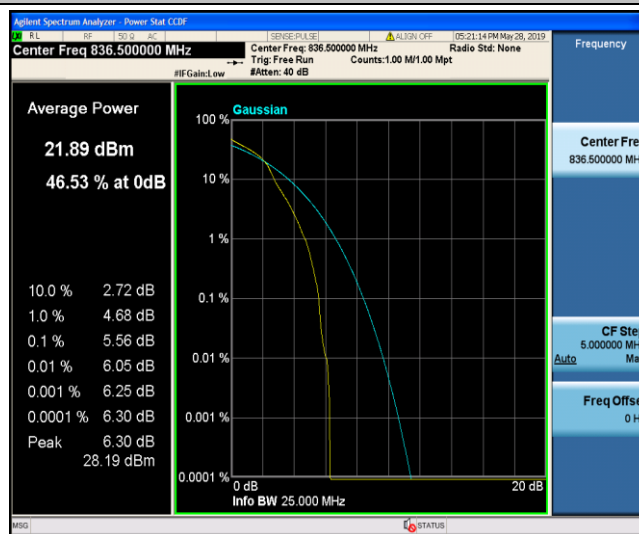 Agilent Spectrum Analyzer - Power Stat CCDF
RL RF 50 Ω AC SENSE:PULSE ALIGN OFF 05:21:14 PM May 28, 2019
Center Freq 836.500000 MHz
Center Freq: 836.500000 MHz Radio Std: None
Trig: Free Run Counts:1.00 M/1.00 Mpt
#IFGain:Low #Atten: 40 dB
Frequency
Average Power
21.89 dBm
46.53 % at 0dB
10.0 % 2.72 dB
1.0 % 4.68 dB
0.1 % 5.56 dB
0.01 % 6.05 dB
0.001 % 6.25 dB
0.0001 % 6.30 dB
Peak 6.30 dB
28.19 dBm
Gaussian
100 %
10 %
1 %
0.1 %
0.01 %
0.001 %
0.0001 %
0 dB 20 dB
Info BW 25.000 MHz
Center Fre
836.500000 MH
CF Ste
5.000000 MH
Auto Ma
Freq Offse
0 H
MSG STATUS